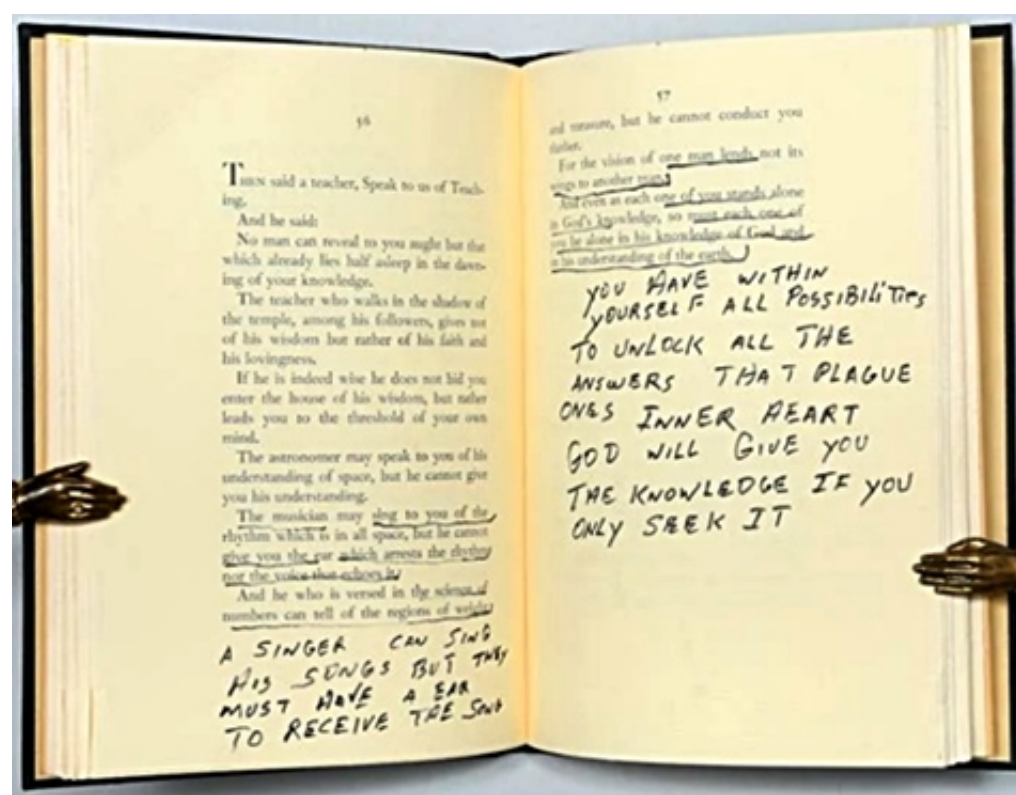 56
THEN said a teacher, Speak to us of Teach-
ing.
And he said:
No man can reveal to you aught but that
which already lies half asleep in the dawn-
ing of your knowledge.
The teacher who walks in the shadow of
the temple, among his followers, gives not
of his wisdom but rather of his faith and
his lovingness.
If he is indeed wise he does not bid you
enter the house of his wisdom, but rather
leads you to the threshold of your own
mind.
The astronomer may speak to you of his
understanding of space, but he cannot give
you his understanding.
The musician may sing to you of the
rhythm which is in all space, but he cannot
give you the ear which arrests the rhythm
nor the voice that echoes it.
And he who is versed in the science of
numbers can tell of the regions of weight
A SINGER CAN SING
HIS SONGS BUT THEY
MUST HAVE A EAR
TO RECEIVE THE SONG
57
and measure, but he cannot conduct you
thither.
For the vision of one man lends not its
wings to another man.
And even as each one of you stands alone
in God's knowledge, so must each one of
you be alone in his knowledge of God and
in his understanding of the earth.
YOU HAVE WITHIN
YOURSELF ALL POSSIBILITIES
TO UNLOCK ALL THE
ANSWERS THAT PLAGUE
ONES INNER HEART
GOD WILL GIVE YOU
THE KNOWLEDGE IF YOU
ONLY SEEK IT